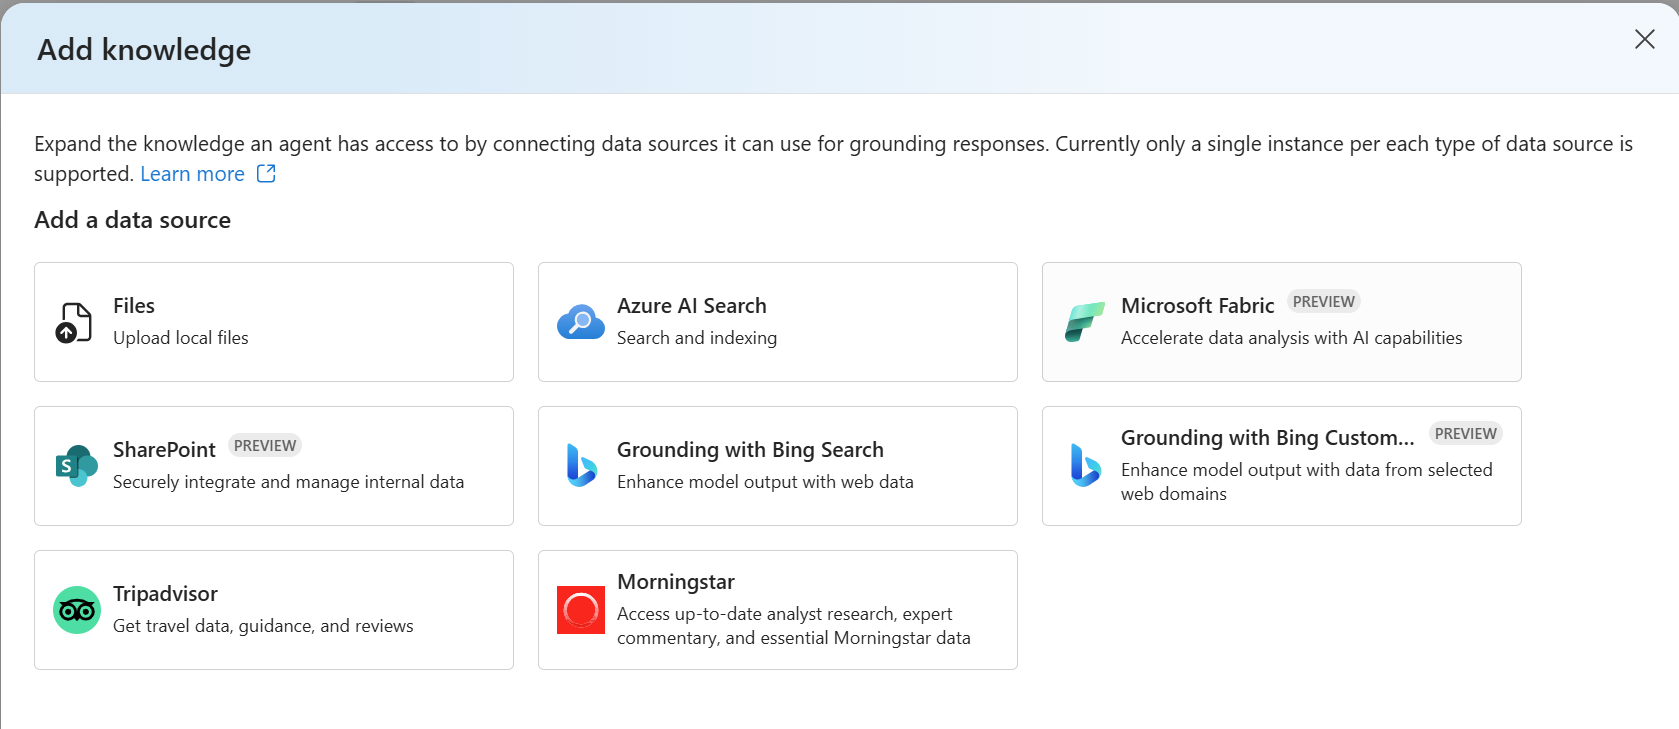 Add knowledge
Expand the knowledge an agent has access to by connecting data sources it can use for grounding responses. Currently only a single instance per each type of data source is
supported. Learn more
Add a data source
Files
Upload local files
Azure AI Search
Search and indexing
Microsoft Fabric PREVIEW
Accelerate data analysis with AI capabilities
SharePoint PREVIEW
Securely integrate and manage internal data
Grounding with Bing Search
Enhance model output with web data
Grounding with Bing Custom... PREVIEW
Enhance model output with data from selected
web domains
Tripadvisor
Get travel data, guidance, and reviews
Morningstar
Access up-to-date analyst research, expert
commentary, and essential Morningstar data